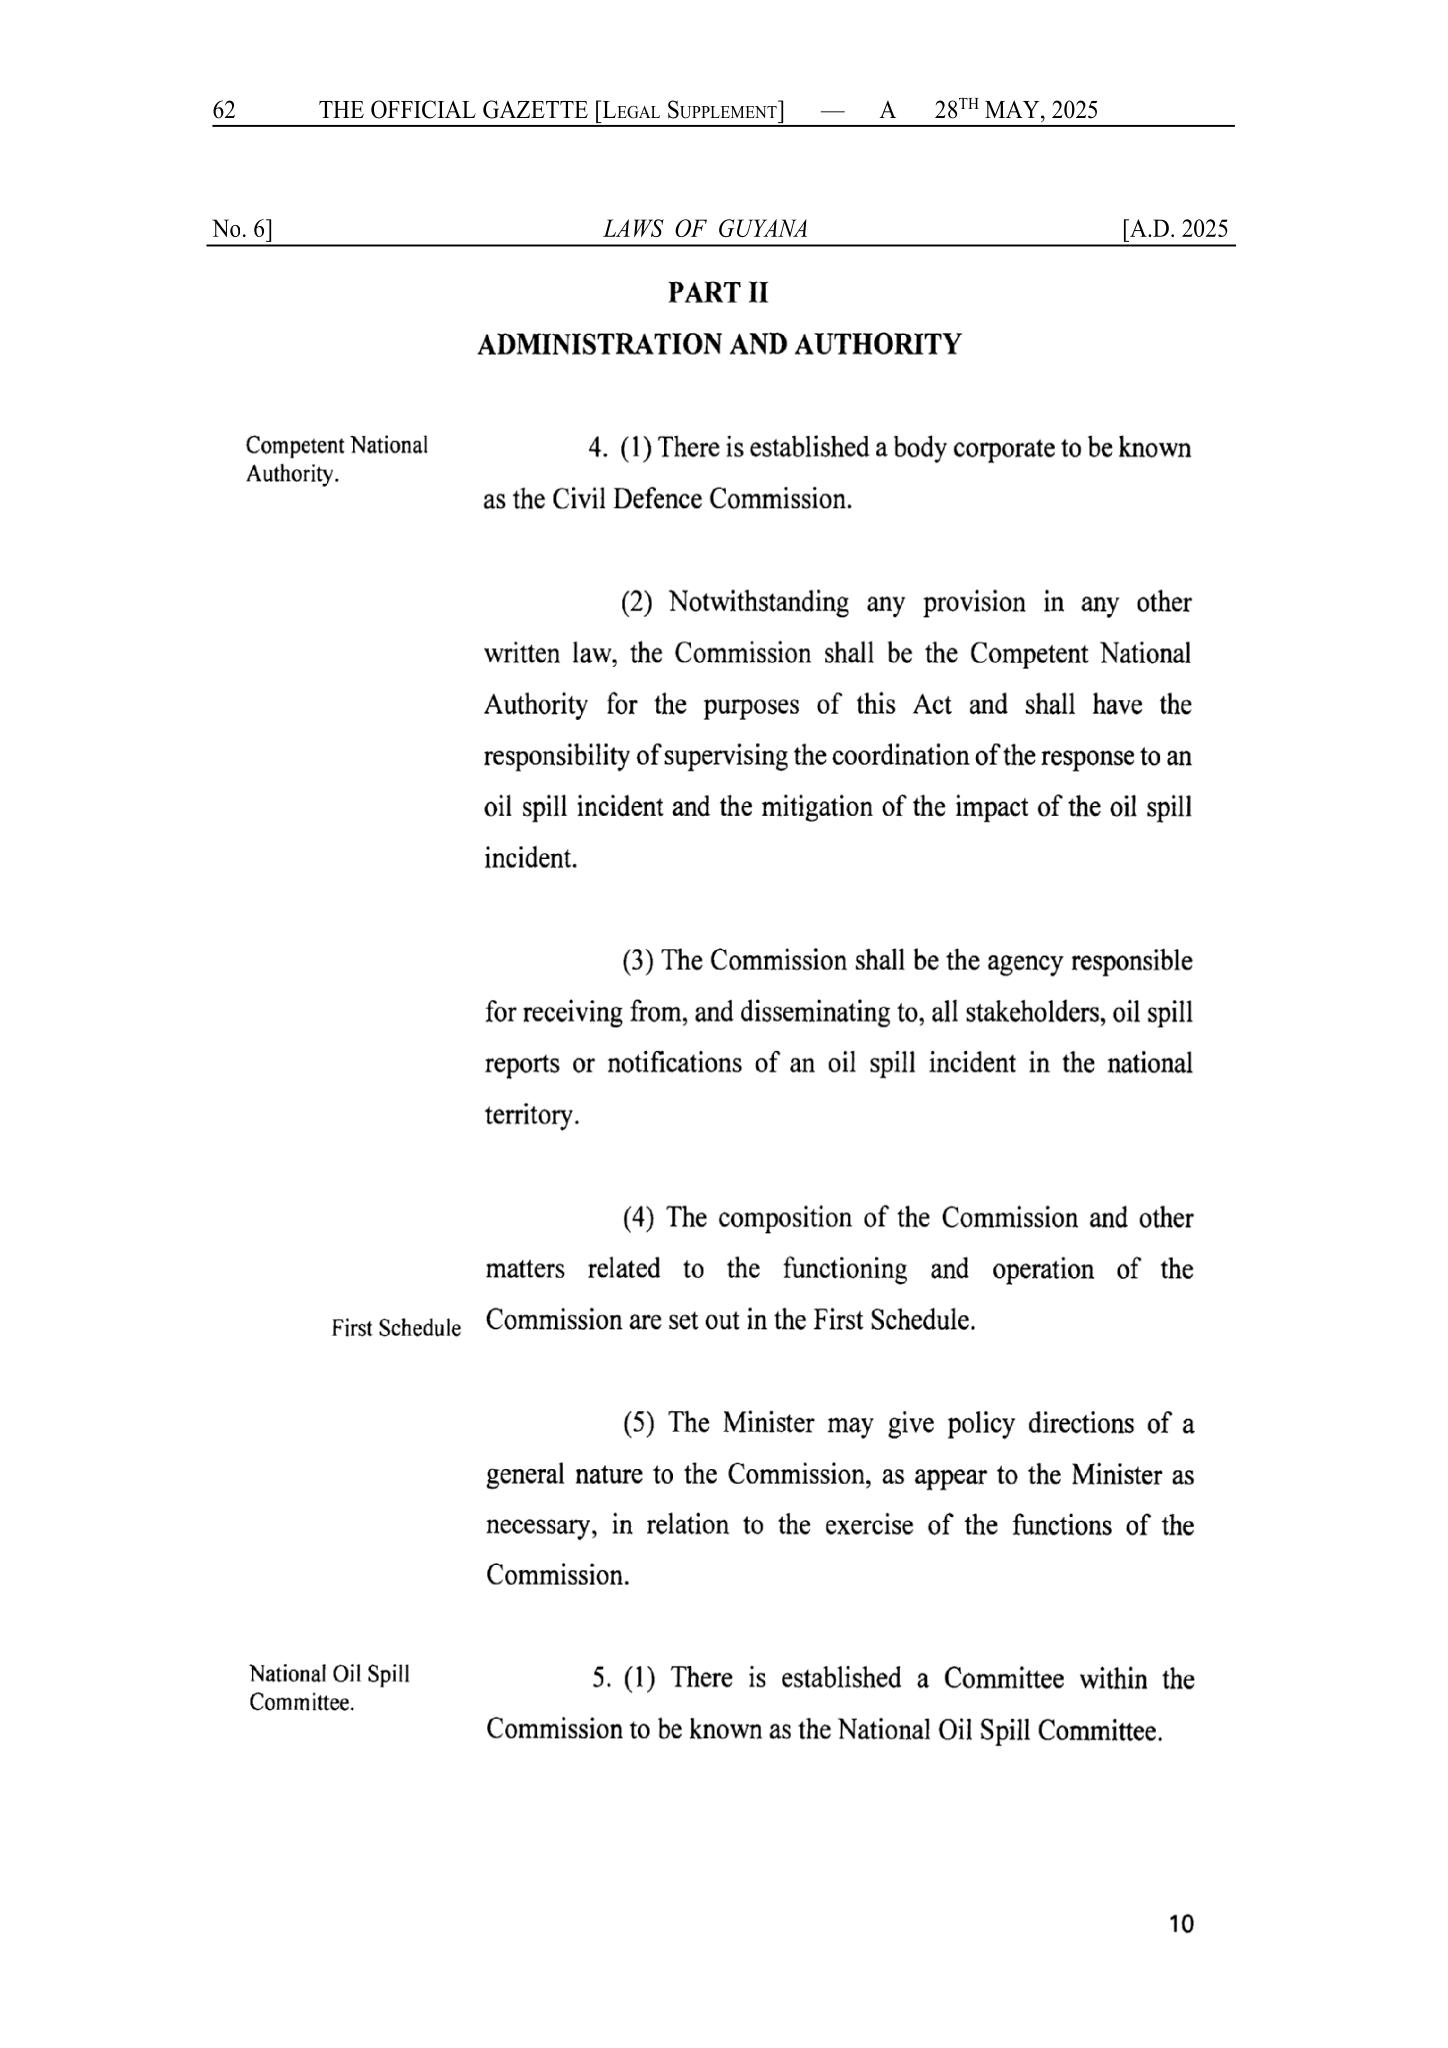 62 THE OFFICIAL GAZETTE [LEGAL SUPPLEMENT] — A 28TH MAY, 2025
No. 6] LAWS OF GUYANA [A.D. 2025
PART II
ADMINISTRATION AND AUTHORITY
Competent National
Authority.
4. (1) There is established a body corporate to be known
as the Civil Defence Commission.
(2) Notwithstanding any provision in any other
written law, the Commission shall be the Competent National
Authority for the purposes of this Act and shall have the
responsibility of supervising the coordination of the response to an
oil spill incident and the mitigation of the impact of the oil spill
incident.
(3) The Commission shall be the agency responsible
for receiving from, and disseminating to, all stakeholders, oil spill
reports or notifications of an oil spill incident in the national
territory.
(4) The composition of the Commission and other
matters related to the functioning and operation of the
First Schedule Commission are set out in the First Schedule.
(5) The Minister may give policy directions of a
general nature to the Commission, as appear to the Minister as
necessary, in relation to the exercise of the functions of the
Commission.
National Oil Spill
Committee.
5. (1) There is established a Committee within the
Commission to be known as the National Oil Spill Committee.
10